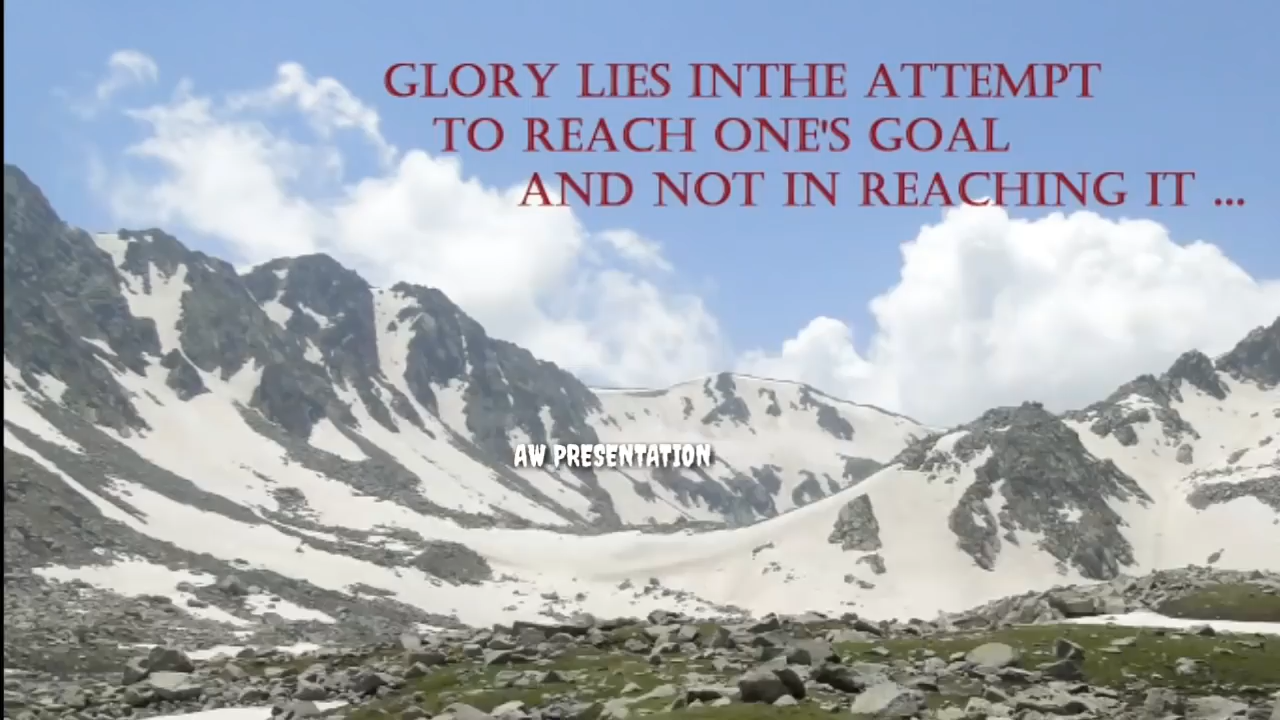 GLORY LIES INTHE ATTEMPT
TO REACH ONE'S GOAL
AND NOT IN REACHING IT ...
AW PRESENTATION